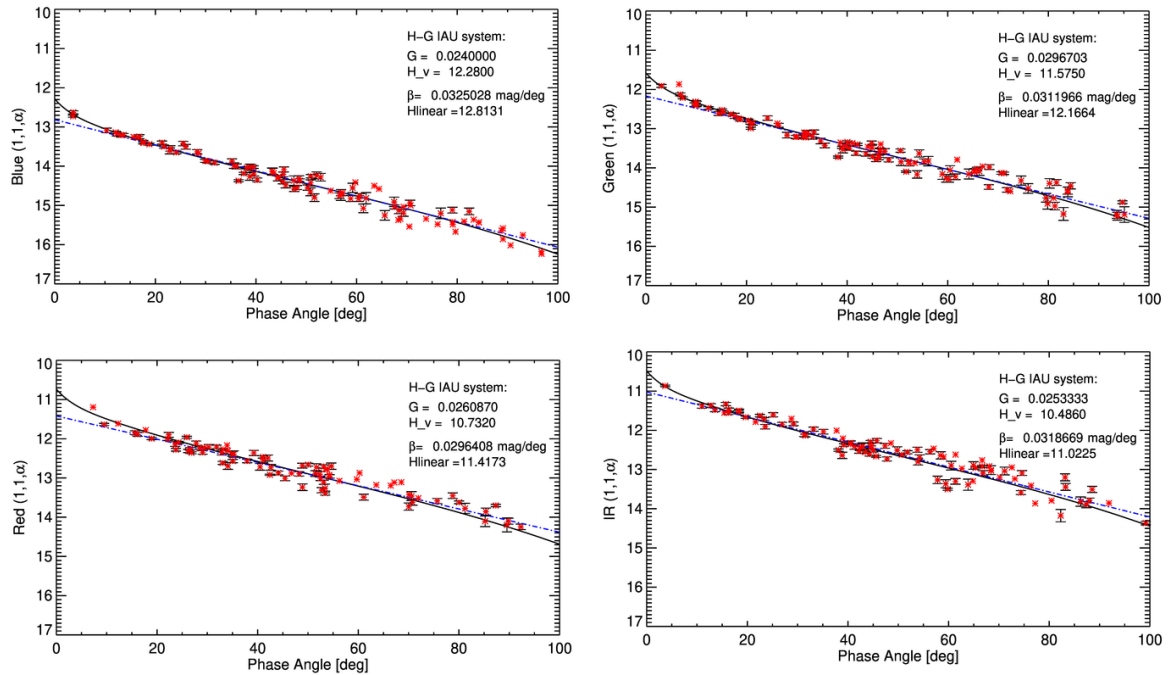 H-G IAU system:
G = 0.0240000
H_v = 12.2800
β= 0.0325028 mag/deg
Hlinear =12.8131
Blue (1,1,α)
10
11
12
13
14
15
16
17
0 20 40 60 80 100
Phase Angle [deg]
H-G IAU system:
G = 0.0296703
H_v = 11.5750
β= 0.0311966 mag/deg
Hlinear =12.1664
Green (1,1,α)
10
11
12
13
14
15
16
17
0 20 40 60 80 100
Phase Angle [deg]
H-G IAU system:
G = 0.0260870
H_v = 10.7320
β= 0.0296408 mag/deg
Hlinear =11.4173
Red (1,1,α)
10
11
12
13
14
15
16
17
0 20 40 60 80 100
Phase Angle [deg]
H-G IAU system:
G = 0.0253333
H_v = 10.4860
β= 0.0318669 mag/deg
Hlinear =11.0225
IR (1,1,α)
10
11
12
13
14
15
16
17
0 20 40 60 80 100
Phase Angle [deg]